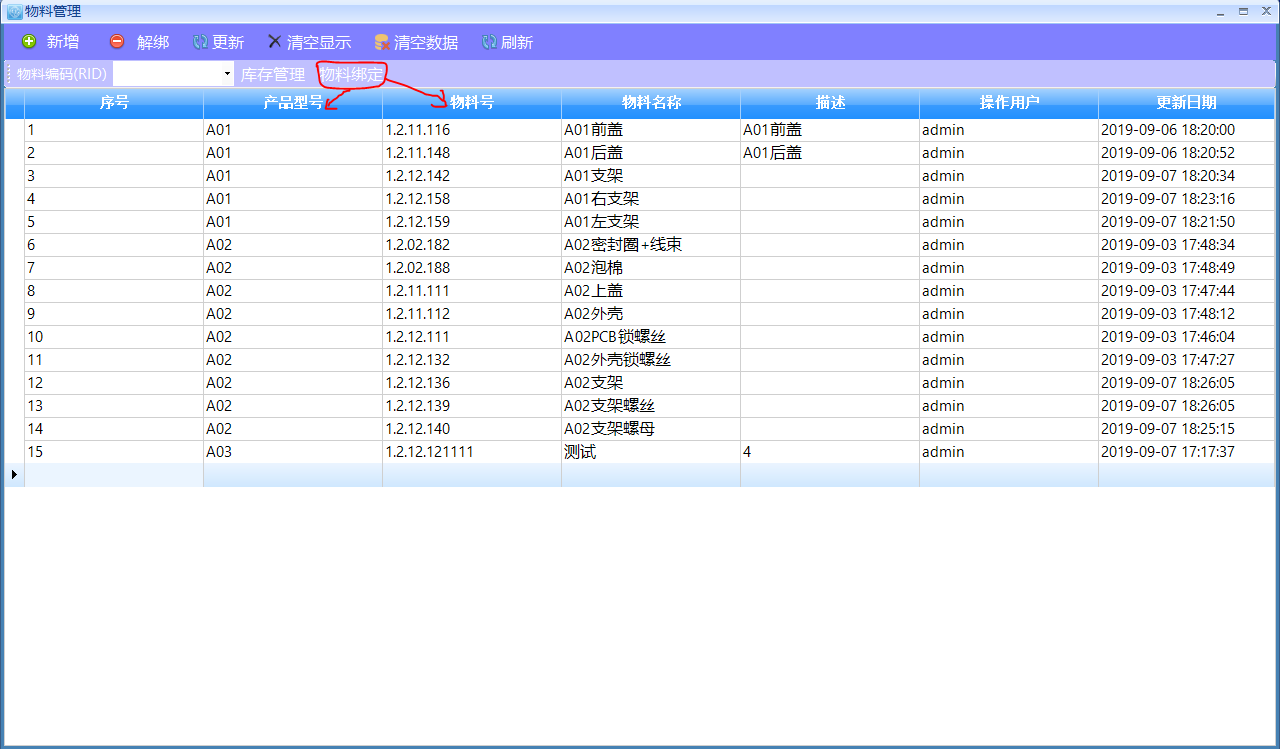 物料管理
新增 解绑 更新 清空显示 清空数据 刷新
物料编码(RID) 库存管理 物料绑定
序号 产品型号 物料号 物料名称 描述 操作用户 更新日期
1 A01 1.2.11.116 A01前盖 A01前盖 admin 2019-09-06 18:20:00
2 A01 1.2.11.148 A01后盖 A01后盖 admin 2019-09-06 18:20:52
3 A01 1.2.12.142 A01支架 admin 2019-09-07 18:20:34
4 A01 1.2.12.158 A01右支架 admin 2019-09-07 18:23:16
5 A01 1.2.12.159 A01左支架 admin 2019-09-07 18:21:50
6 A02 1.2.02.182 A02密封圈+线束 admin 2019-09-03 17:48:34
7 A02 1.2.02.188 A02泡棉 admin 2019-09-03 17:48:49
8 A02 1.2.11.111 A02上盖 admin 2019-09-03 17:47:44
9 A02 1.2.11.112 A02外壳 admin 2019-09-03 17:48:12
10 A02 1.2.12.111 A02PCB锁螺丝 admin 2019-09-03 17:46:04
11 A02 1.2.12.132 A02外壳锁螺丝 admin 2019-09-03 17:47:27
12 A02 1.2.12.136 A02支架 admin 2019-09-07 18:26:05
13 A02 1.2.12.139 A02支架螺丝 admin 2019-09-07 18:26:05
14 A02 1.2.12.140 A02支架螺母 admin 2019-09-07 18:25:15
15 A03 1.2.12.121111 测试 4 admin 2019-09-07 17:17:37